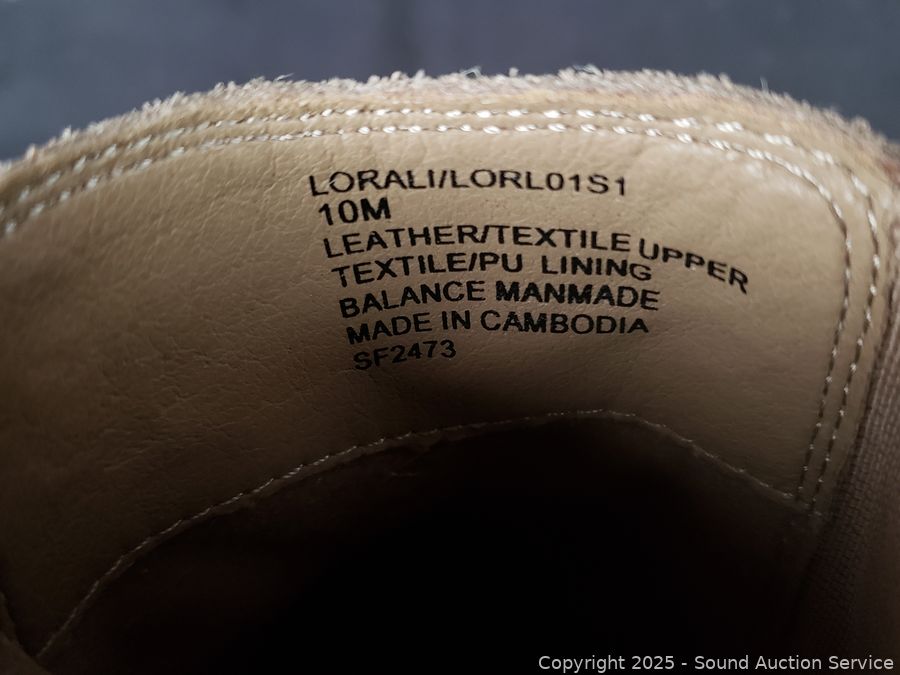 LORALI/LORL01S1
10M
LEATHER/TEXTILE UPPER
TEXTILE/PU LINING
BALANCE MANMADE
MADE IN CAMBODIA
SF2473
Copyright 2025 - Sound Auction Service